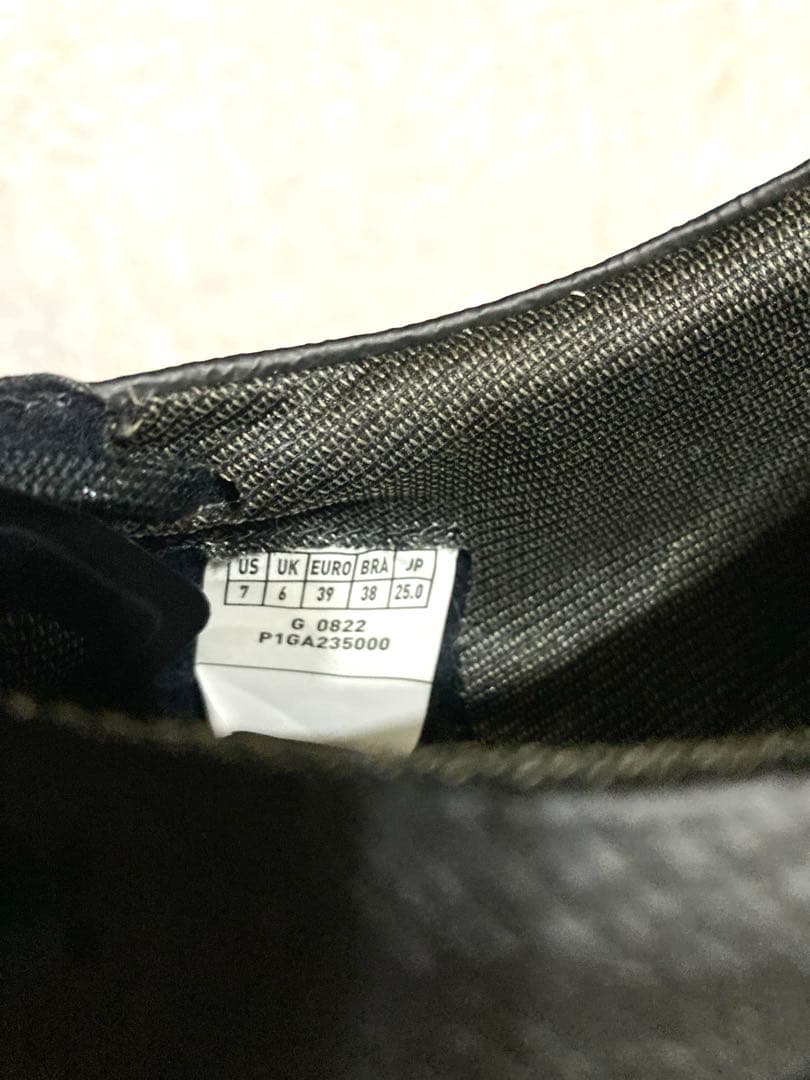 US UK EURO BRA JP
7 6 39 38 25.0
G 0822
P1GA235000